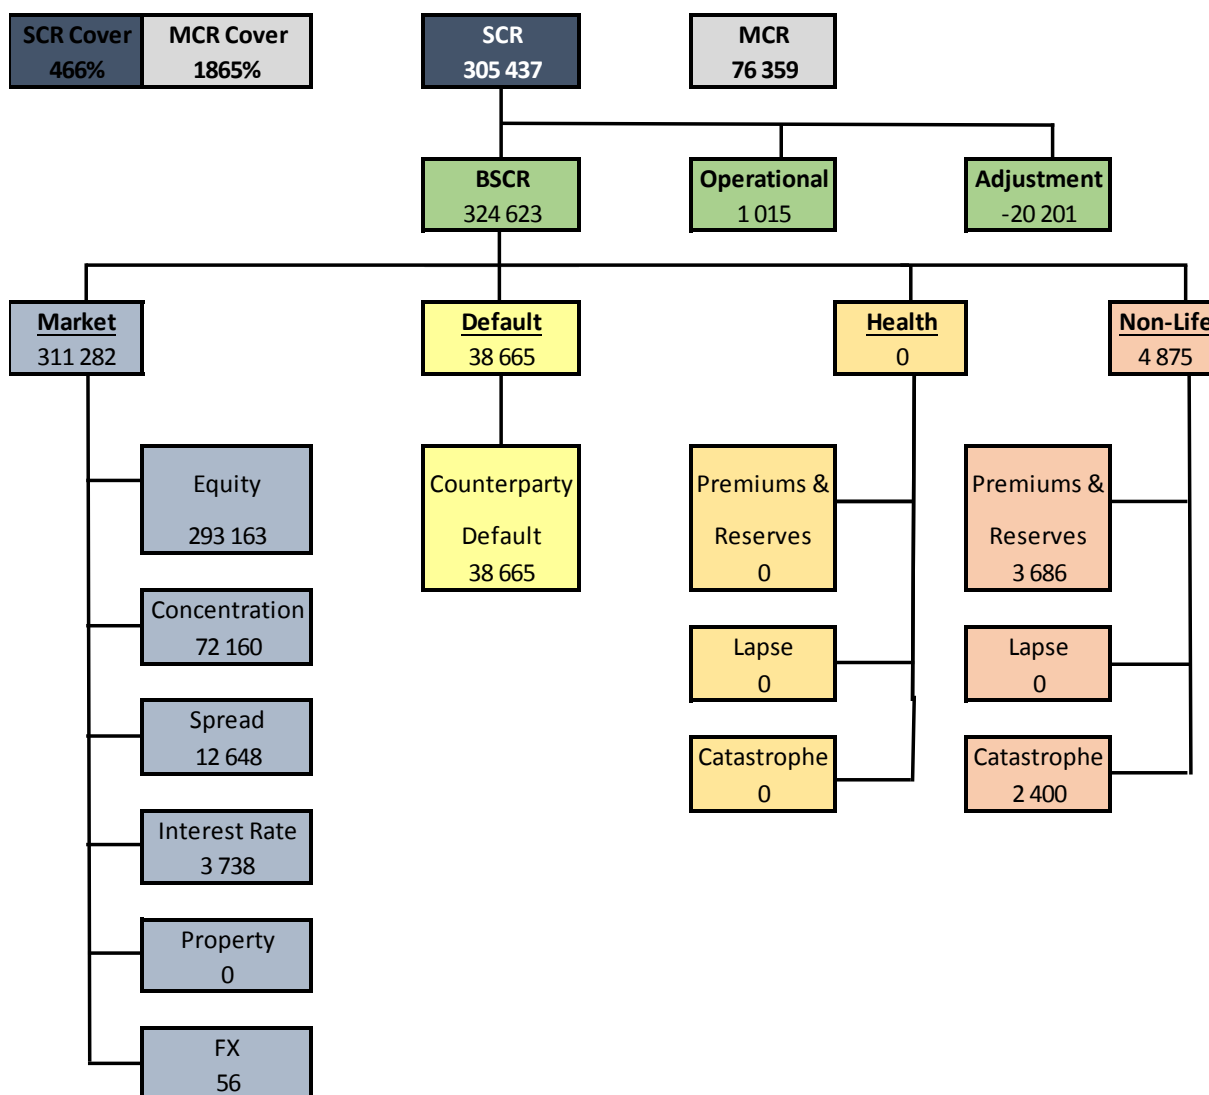 SCR Cover
466%
MCR Cover
1865%
SCR
305 437
MCR
76 359
BSCR
324 623
Operational
1 015
Adjustment
-20 201
Market
311 282
Default
38 665
Health
0
Non-Life
4 875
Equity
293 163
Concentration
72 160
Spread
12 648
Interest Rate
3 738
Property
0
FX
56
Counterparty
Default
38 665
Premiums &
Reserves
0
Lapse
0
Catastrophe
0
Premiums &
Reserves
3 686
Lapse
0
Catastrophe
2 400